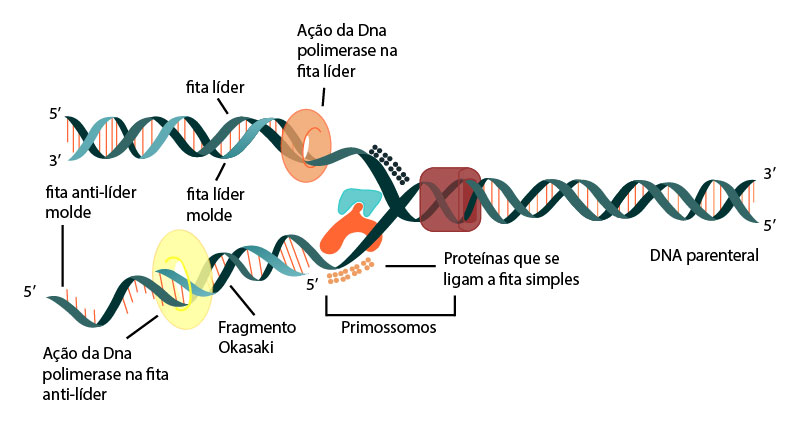 Ação da Dna
polimerase na
fita líder
fita líder
5’
3’
3’
5’
fita anti-líder
molde
fita líder
molde
DNA parenteral
Proteínas que se
ligam a fita simples
5’
5’
Primossomos
Fragmento
Okasaki
Ação da Dna
polimerase na fita
anti-líder